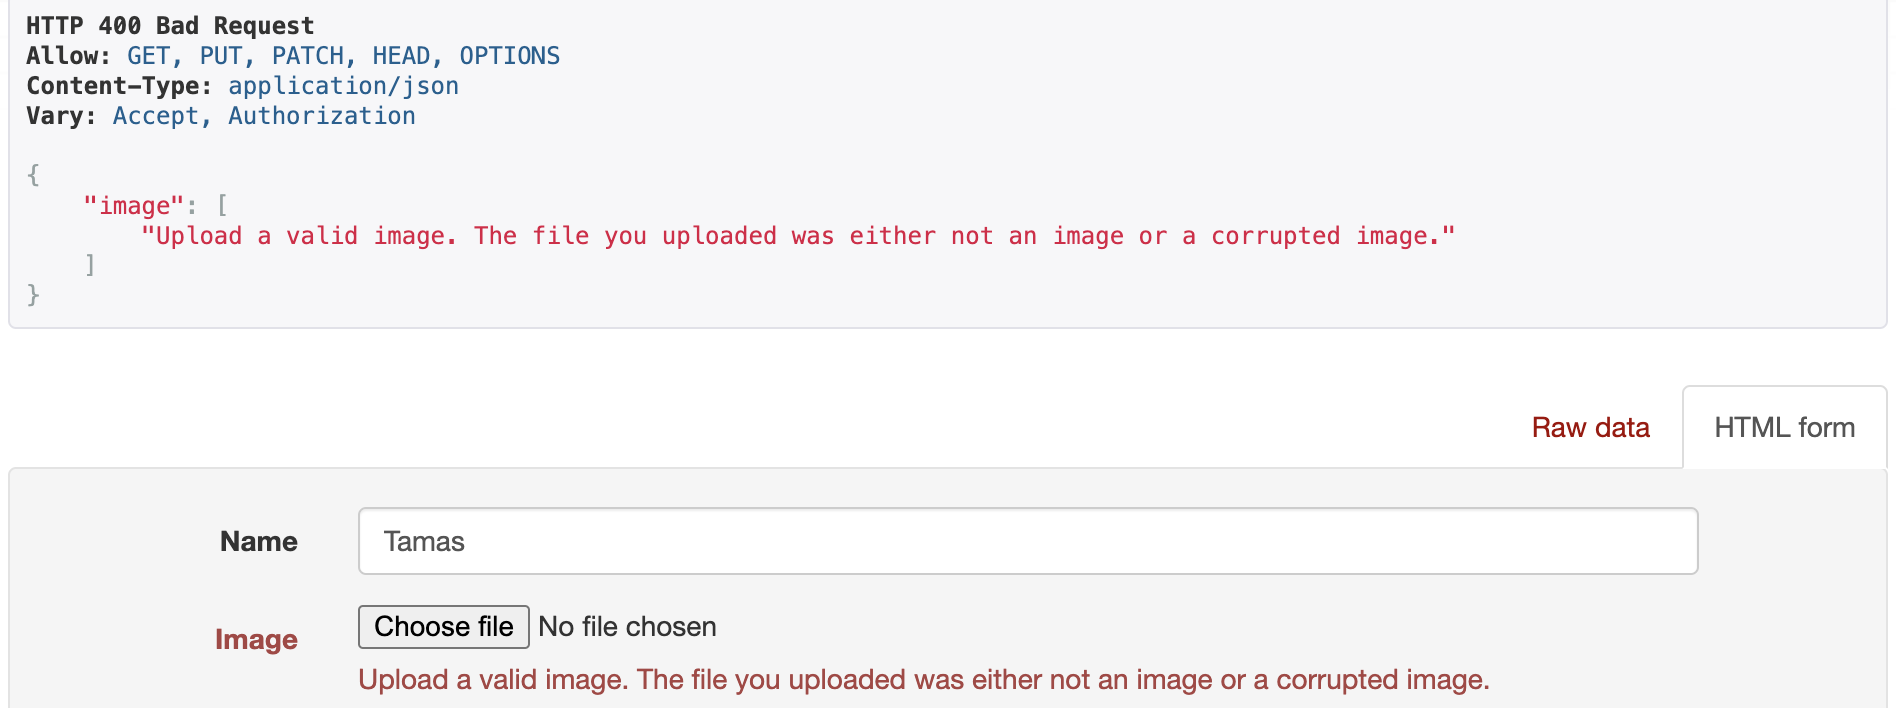 HTTP 400 Bad Request
Allow: GET, PUT, PATCH, HEAD, OPTIONS
Content-Type: application/json
Vary: Accept, Authorization
{
    "image": [
        "Upload a valid image. The file you uploaded was either not an image or a corrupted image."
    ]
}
Raw data HTML form
Name Tamas
Image Choose file No file chosen
Upload a valid image. The file you uploaded was either not an image or a corrupted image.